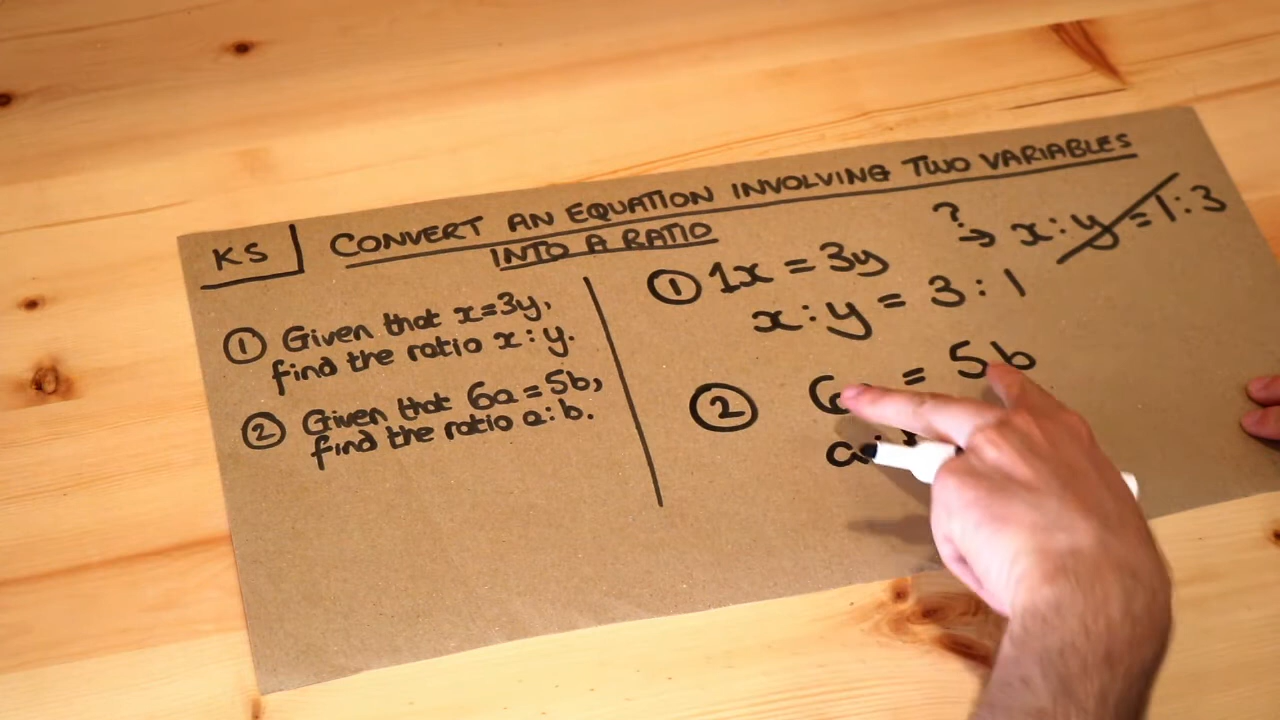 KS
CONVERT AN EQUATION INVOLVING TWO VARIABLES
INTO A RATIO
① Given that x=3y,
find the ratio x:y.
② Given that 6a=5b,
find the ratio a:b.
? → x:y = 1:3
① 1x = 3y
x:y = 3:1
② 6 = 5b
a: